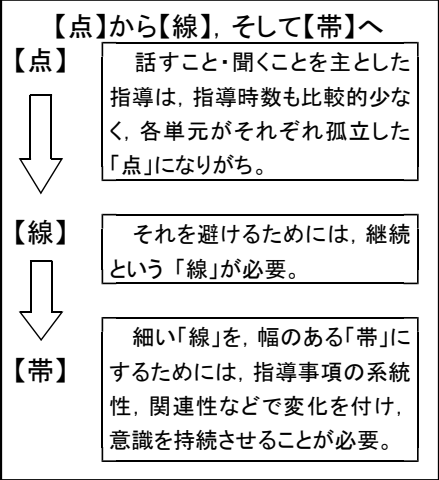 【点】から【線】，そして【帯】へ
【点】
　話すこと・聞くことを主とした
指導は，指導時数も比較的少な
く，各単元がそれぞれ孤立した
「点」になりがち。
【線】
　それを避けるためには，継続
という 「線」が必要。
【帯】
　細い「線」を，幅のある「帯」に
するためには，指導事項の系統
性，関連性などで変化を付け，
意識を持続させることが必要。